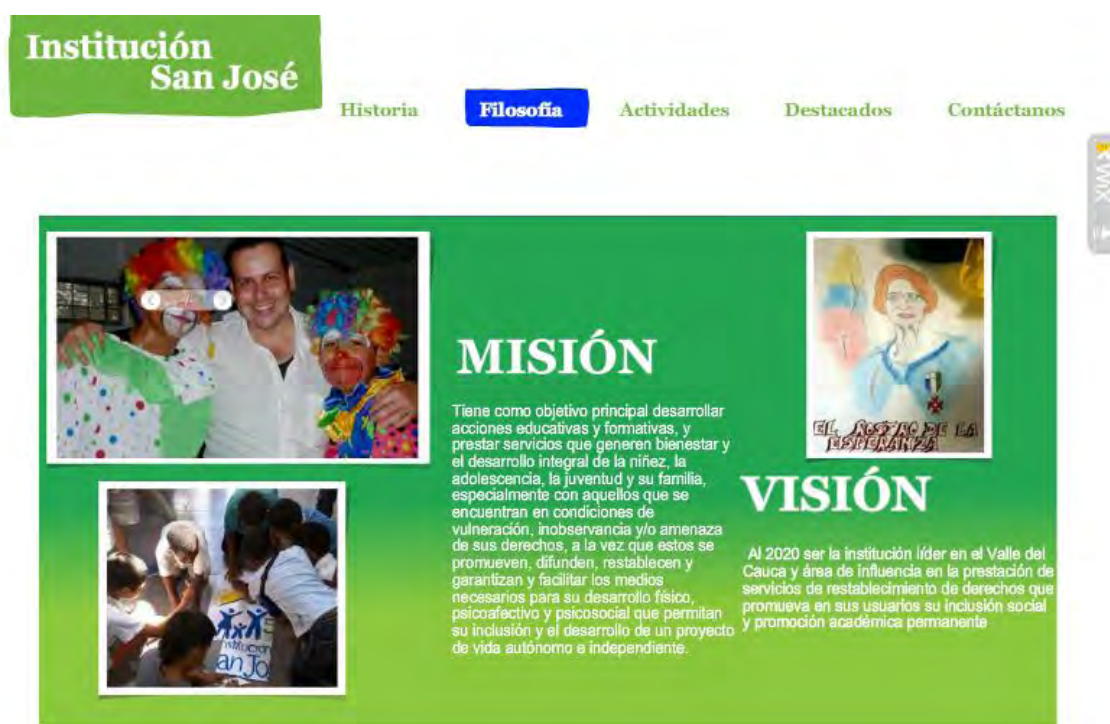 Institución
San José
Historia
Filosofía
Actividades
Destacados
Contáctanos
WIX
MISIÓN
Tiene como objetivo principal desarrollar
acciones educativas y formativas, y
prestar servicios que generen bienestar y
el desarrollo integral de la niñez, la
adolescencia, la juventud y su familia,
especialmente con aquellos que se
encuentran en condiciones de
vulneración, inobservancia y/o amenaza
de sus derechos, a la vez que estos se
promueven, difunden, restablecen y
garantizan y facilitar los medios
necesarios para su desarrollo físico,
psicoafectivo y psicosocial que permitan
su inclusión y el desarrollo de un proyecto
de vida autónomo e independiente.
EL ROSTRO DE LA
ESPERANZA
VISIÓN
Al 2020 ser la institución líder en el Valle del
Cauca y área de influencia en la prestación de
servicios de restablecimiento de derechos que
promueva en sus usuarios su inclusión social
y promoción académica permanente
an Jo